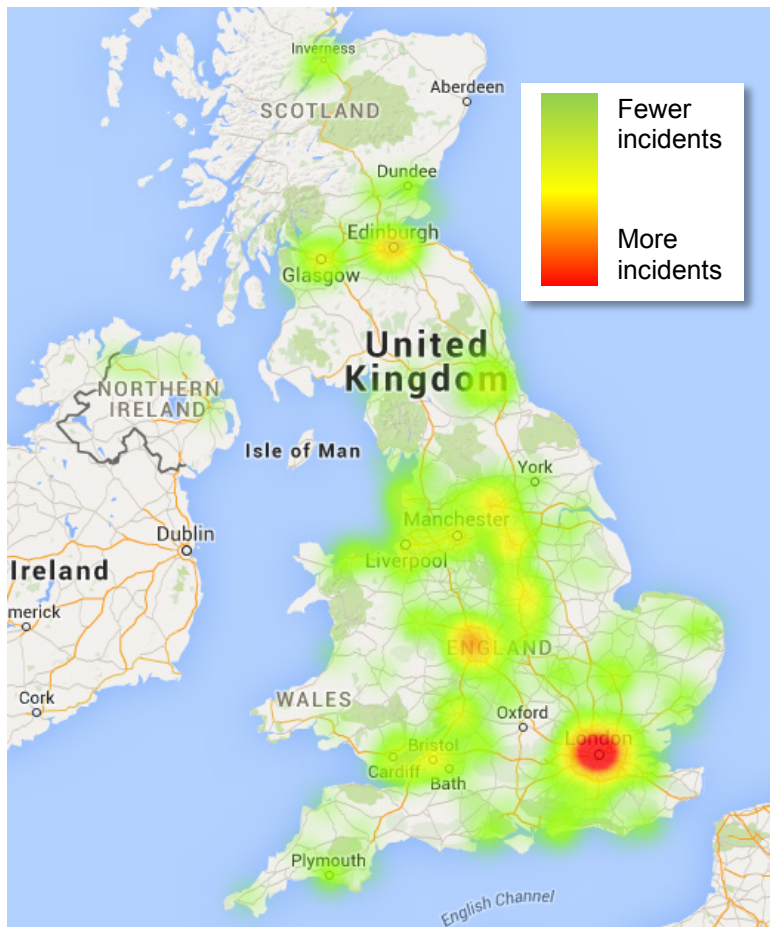 Inverness
SCOTLAND
Aberdeen
Fewer
incidents
More
incidents
Dundee
Edinburgh
Glasgow
United
Kingdom
NORTHERN
IRELAND
Isle of Man
York
Manchester
Liverpool
Dublin
Ireland
merick
Cork
ENGLAND
WALES
Oxford
London
Bristol
Cardiff
Bath
Plymouth
English Channel